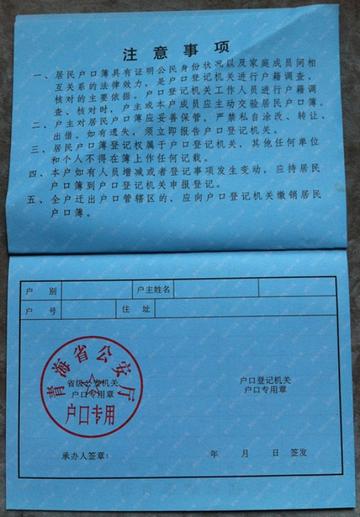 注意事项
一、居民户口簿具有证明公民身份状况以及家庭成员间相
互关系的法律效力，是户口登记机关进行户籍调查、
核对的主要依据。户口登记机关工作人员进行户籍调
查、核对时，户主或本户成员应主动交验居民户口簿。
二、户主对居民户口簿应妥善保管，严禁私自涂改、转让、
出借。如有遗失，须立即报告户口登记机关。
三、居民户口簿登记权属于户口登记机关，其他任何单位
和个人不得在簿上作任何记载。
四、本户如有人员增减或者登记事项发生变动，应持居民
户口簿到户口登记机关申报登记。
五、全户迁出户口管辖区的，应向户口登记机关缴销居民
户口簿。
户别 户主姓名
户号 住址
青海省公安厅
省级公安机关
户口专用章
户口专用
户口登记机关
户口专用章
承办人签章： 年 月 日 签发